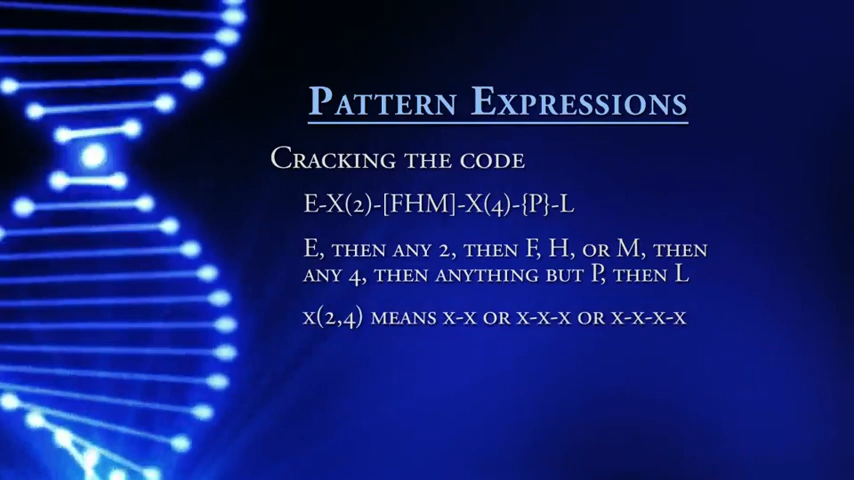 Pattern Expressions
Cracking the code
E-X(2)-[FHM]-X(4)-{P}-L
E, then any 2, then F, H, or M, then
any 4, then anything but P, then L
x(2,4) means x-x or x-x-x or x-x-x-x